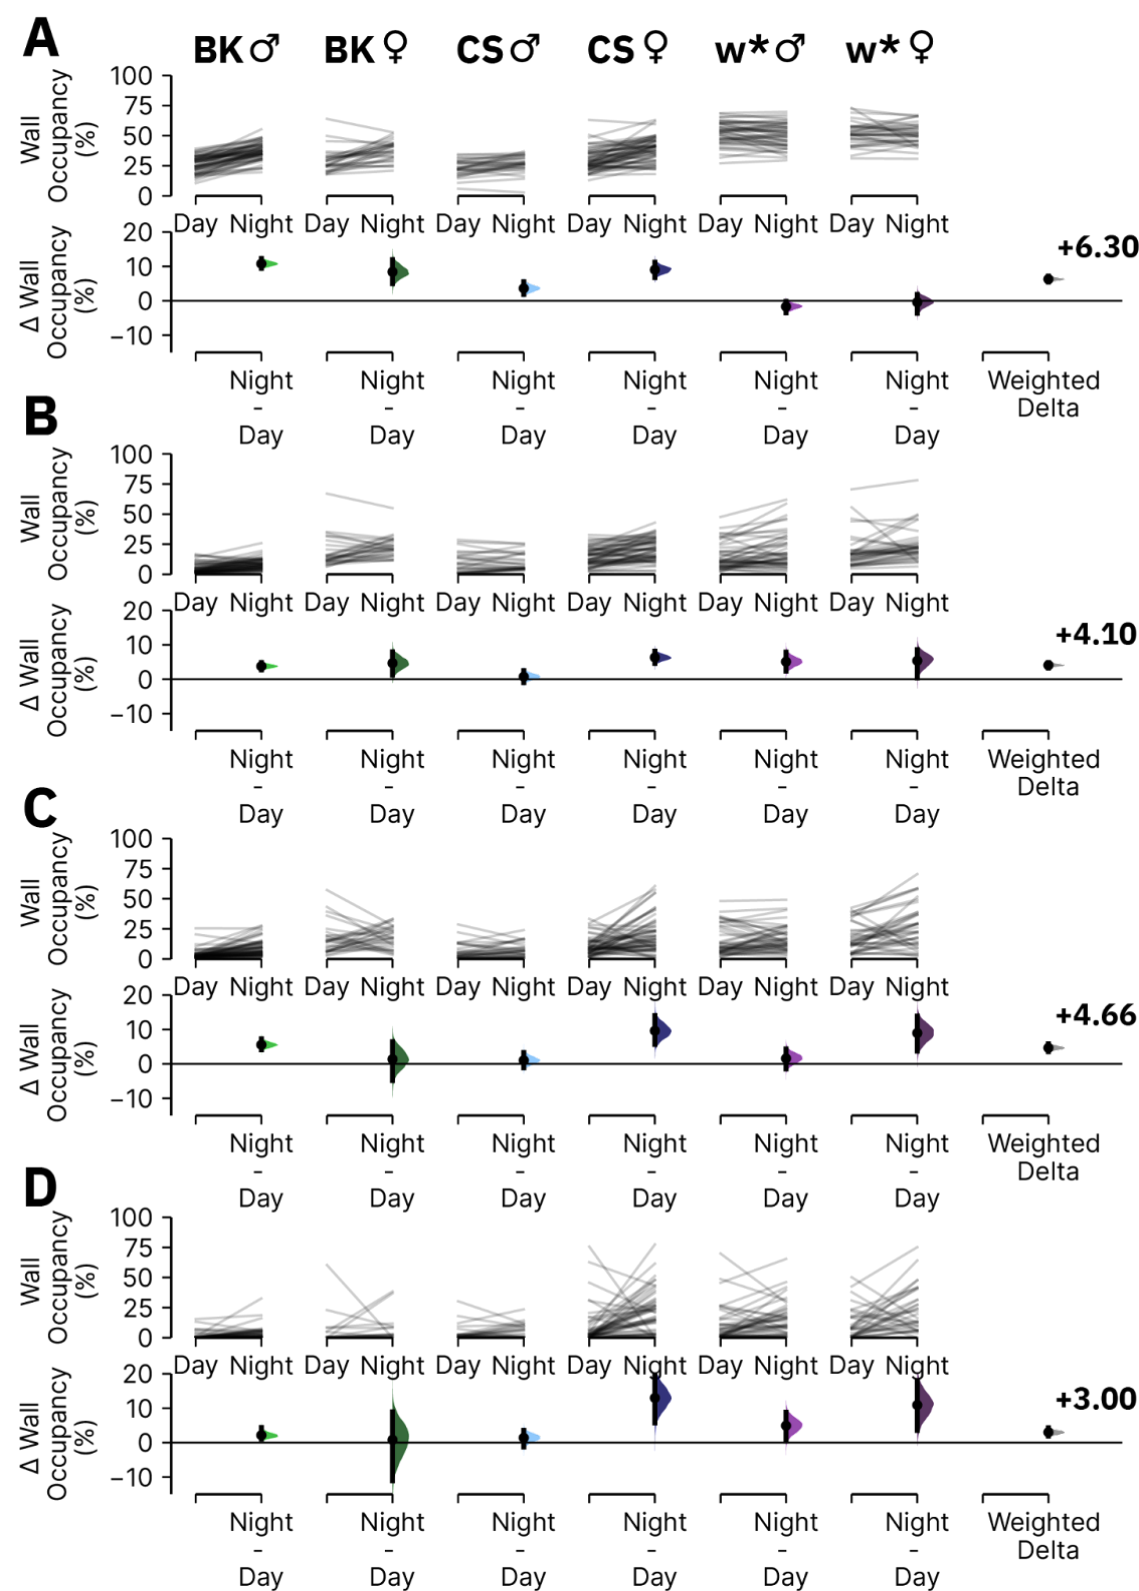 A
BK ♂ BK ♀ CS ♂ CS ♀ w* ♂ w* ♀
Wall
Occupancy
(%)
100
75
50
25
0
Day Night Day Night Day Night Day Night Day Night Day Night
Δ Wall
Occupancy
(%)
20
10
0
−10
+6.30
Night Night Night Night Night Night Weighted
- - - - - - Delta
Day Day Day Day Day Day
B
Wall
Occupancy
(%)
100
75
50
25
0
Day Night Day Night Day Night Day Night Day Night Day Night
Δ Wall
Occupancy
(%)
20
10
0
−10
+4.10
Night Night Night Night Night Night Weighted
- - - - - - Delta
Day Day Day Day Day Day
C
Wall
Occupancy
(%)
100
75
50
25
0
Day Night Day Night Day Night Day Night Day Night Day Night
Δ Wall
Occupancy
(%)
20
10
0
−10
+4.66
Night Night Night Night Night Night Weighted
- - - - - - Delta
Day Day Day Day Day Day
D
Wall
Occupancy
(%)
100
75
50
25
0
Day Night Day Night Day Night Day Night Day Night Day Night
Δ Wall
Occupancy
(%)
20
10
0
−10
+3.00
Night Night Night Night Night Night Weighted
- - - - - - Delta
Day Day Day Day Day Day